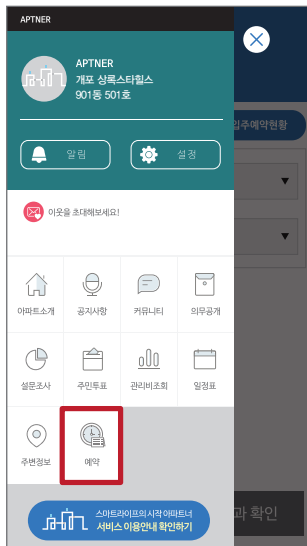 APTNER
APTNER
개포 상록스타힐스
901동 501호
알림
설정
입주예약현황
이웃을 초대해보세요!
아파트소개
공지사항
커뮤니티
의무공개
설문조사
주민투표
관리비조회
일정표
주변정보
예약
과 확인
스마트라이프의 시작 아파트너
서비스 이용안내 확인하기